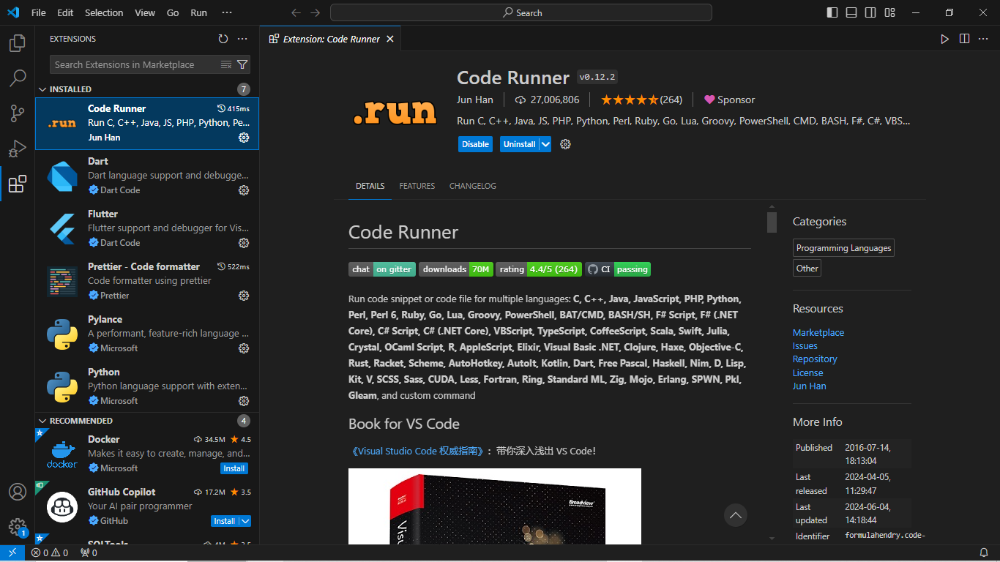 File Edit Selection View Go Run ···
Search
EXTENSIONS
Search Extensions in Marketplace
INSTALLED 7
Code Runner 415ms
Run C, C++, Java, JS, PHP, Python, Pe...
Jun Han
Dart
Dart language support and debugge...
Dart Code
Flutter
Flutter support and debugger for Vis...
Dart Code
Prettier - Code formatter 522ms
Code formatter using prettier
Prettier
Pylance
A performant, feature-rich language ...
Microsoft
Python
Python language support with exten...
Microsoft
RECOMMENDED 4
Docker 34.5M 4.5
docker
Makes it easy to create, manage, and...
Microsoft Install
GitHub Copilot 17.2M 3.5
Your AI pair programmer
GitHub Install
SQLTools 4M 3.5
1
0 0 0
Extension: Code Runner
.run
Code Runner v0.12.2
Jun Han 27,006,806 (264) Sponsor
Run C, C++, Java, JS, PHP, Python, Perl, Ruby, Go, Lua, Groovy, PowerShell, CMD, BASH, F#, C#, VBS...
Disable Uninstall
DETAILS FEATURES CHANGELOG
Code Runner
chat on gitter downloads 70M rating 4.4/5 (264) CI passing
Run code snippet or code file for multiple languages: C, C++, Java, JavaScript, PHP, Python,
Perl, Perl 6, Ruby, Go, Lua, Groovy, PowerShell, BAT/CMD, BASH/SH, F# Script, F# (.NET
Core), C# Script, C# (.NET Core), VBScript, TypeScript, CoffeeScript, Scala, Swift, Julia,
Crystal, OCaml Script, R, AppleScript, Elixir, Visual Basic .NET, Clojure, Haxe, Objective-C,
Rust, Racket, Scheme, AutoHotkey, AutoIt, Kotlin, Dart, Free Pascal, Haskell, Nim, D, Lisp,
Kit, V, SCSS, Sass, CUDA, Less, Fortran, Ring, Standard ML, Zig, Mojo, Erlang, SPWN, Pkl,
Gleam, and custom command
Book for VS Code
《Visual Studio Code 权威指南》：带你深入浅出 VS Code!
Broadview
Visu
Categories
Programming Languages
Other
Resources
Marketplace
Issues
Repository
License
Jun Han
More Info
Published 2016-07-14,
18:13:04
Last 2024-04-05,
released 11:29:47
Last 2024-06-04,
updated 14:18:44
Identifier formulahendry.code-